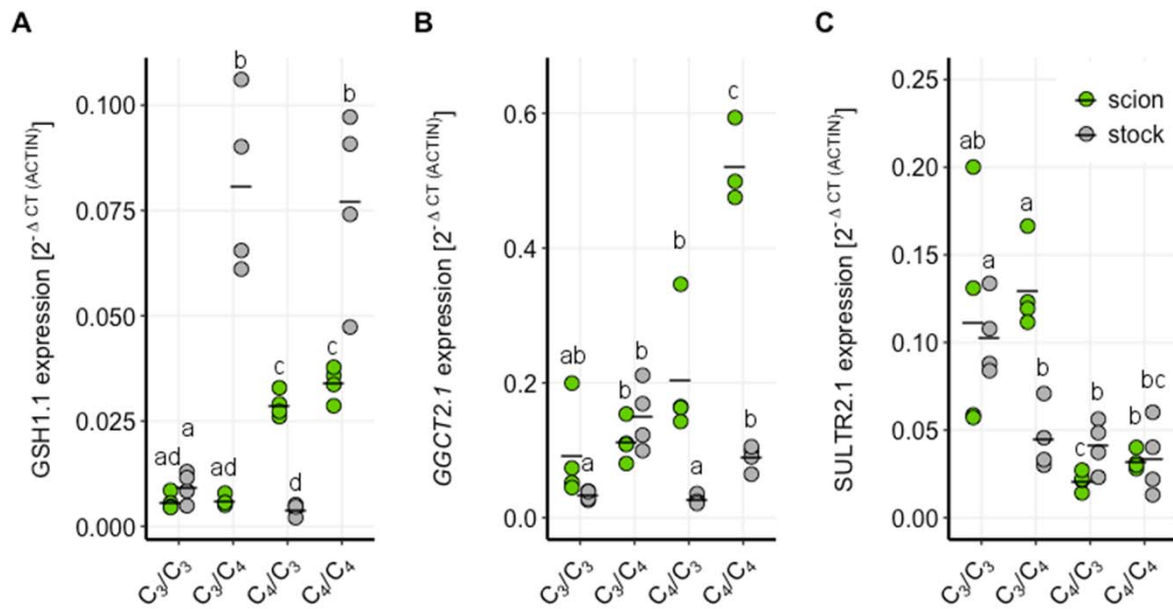 A
GSH1.1 expression [2^-Δ CT (ACTIN)]
0.100
0.075
0.050
0.025
0.000
ad
a
ad
b
c
d
c
b
C₃/C₃
C₃/C₄
C₄/C₃
C₄/C₄
B
GGCT2.1 expression [2^-Δ CT (ACTIN)]
0.6
0.4
0.2
0.0
ab
a
b
b
b
a
c
b
C₃/C₃
C₃/C₄
C₄/C₃
C₄/C₄
C
SULTR2.1 expression [2^-Δ CT (ACTIN)]
0.25
0.20
0.15
0.10
0.05
0.00
scion
stock
ab
a
a
b
c
b
b
bc
C₃/C₃
C₃/C₄
C₄/C₃
C₄/C₄